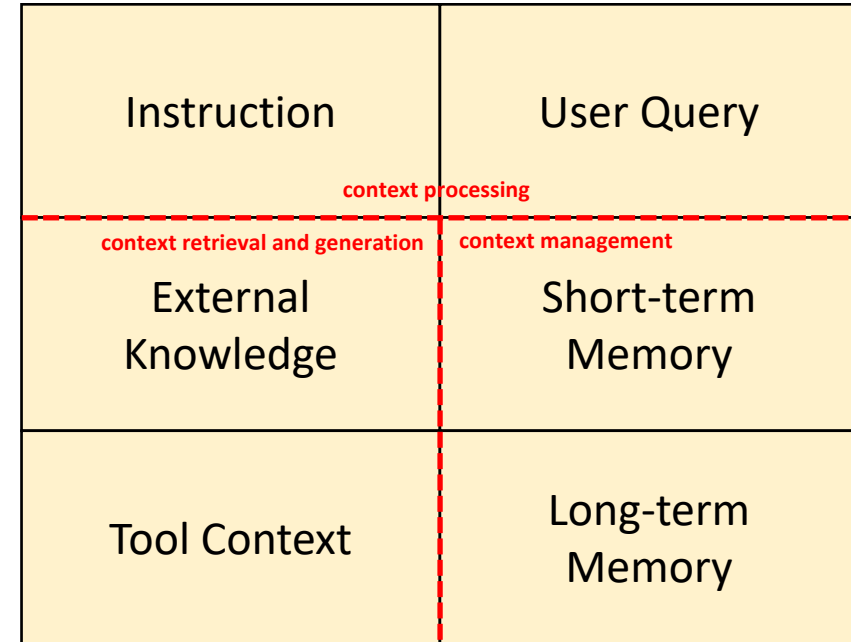 Instruction
User Query
context processing
context retrieval and generation
context management
External
Knowledge
Short-term
Memory
Tool Context
Long-term
Memory